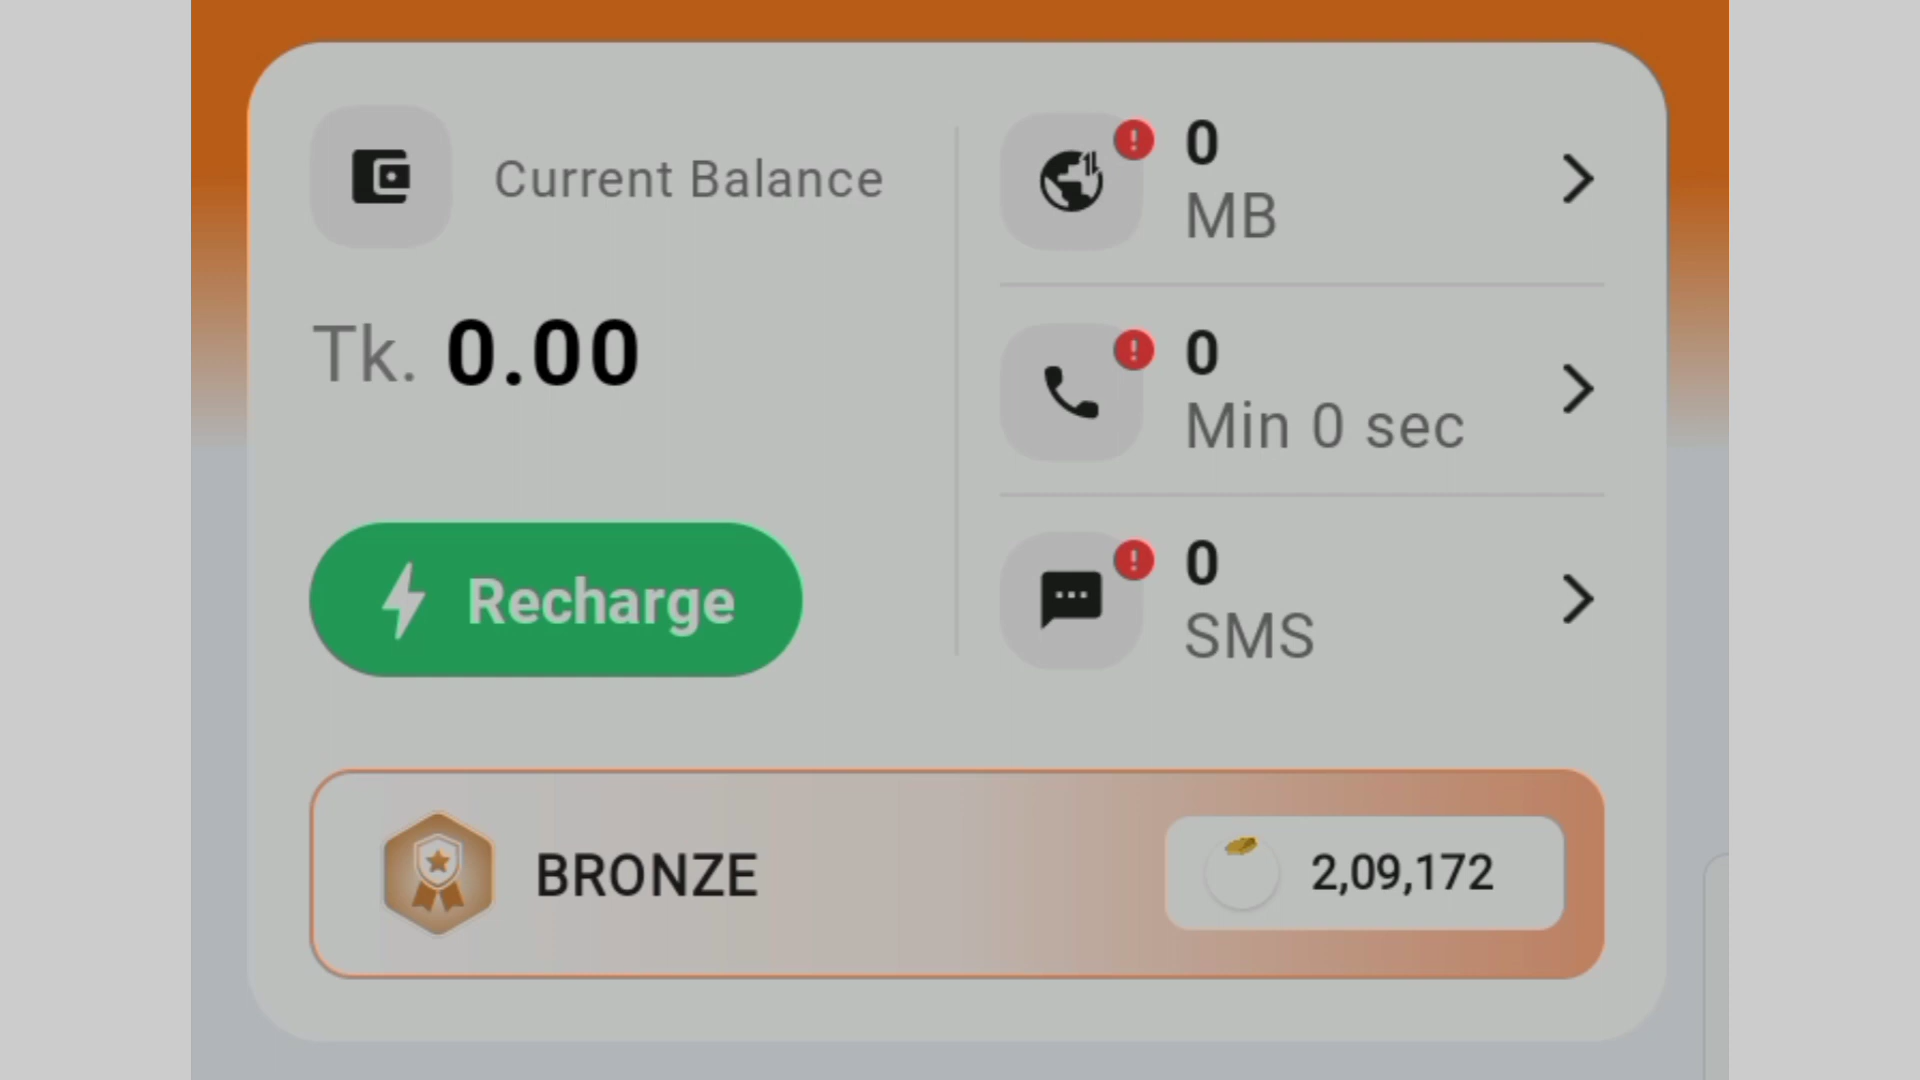 Current Balance
Tk. 0.00
Recharge
0
MB
0
Min 0 sec
0
SMS
BRONZE
2,09,172